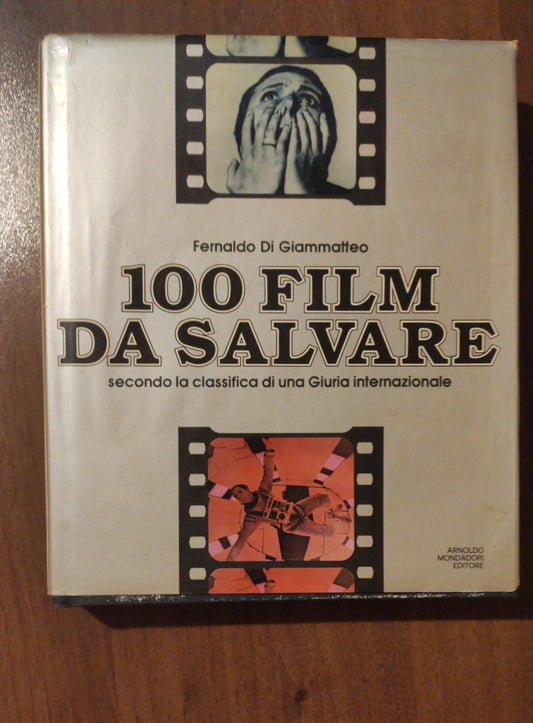 Fernaldo Di Giammatteo
100 FILM
DA SALVARE
secondo la classifica di una Giuria internazionale
ARNOLDO
MONDADORI
EDITORE